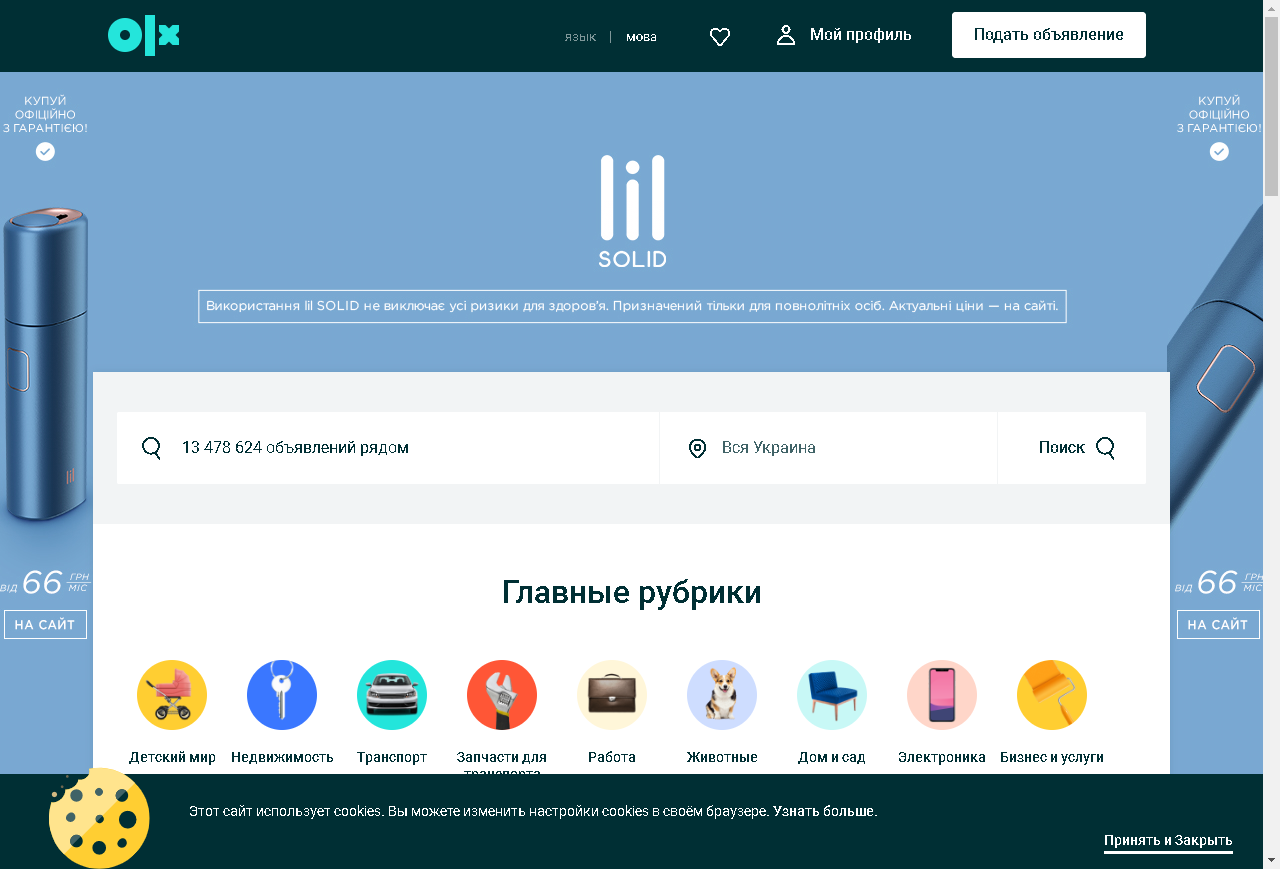 olx
язык | мова
Мой профиль
Подать объявление
КУПУЙ
ОФІЦІЙНО
З ГАРАНТІЄЮ!
КУПУЙ
ОФІЦІЙНО
З ГАРАНТІЄЮ!
lil
SOLID
Використання lil SOLID не виключає усі ризики для здоров'я. Призначений тільки для повнолітніх осіб. Актуальні ціни — на сайті.
13 478 624 объявлений рядом
Вся Украина
Поиск
lil
ВІД 66 ГРН/МІС
НА САЙТ
ВІД 66 ГРН/МІС
НА САЙТ
Главные рубрики
Детский мир
Недвижимость
Транспорт
Запчасти для
транспорта
Работа
Животные
Дом и сад
Электроника
Бизнес и услуги
Этот сайт использует cookies. Вы можете изменить настройки cookies в своём браузере. Узнать больше.
Принять и Закрыть